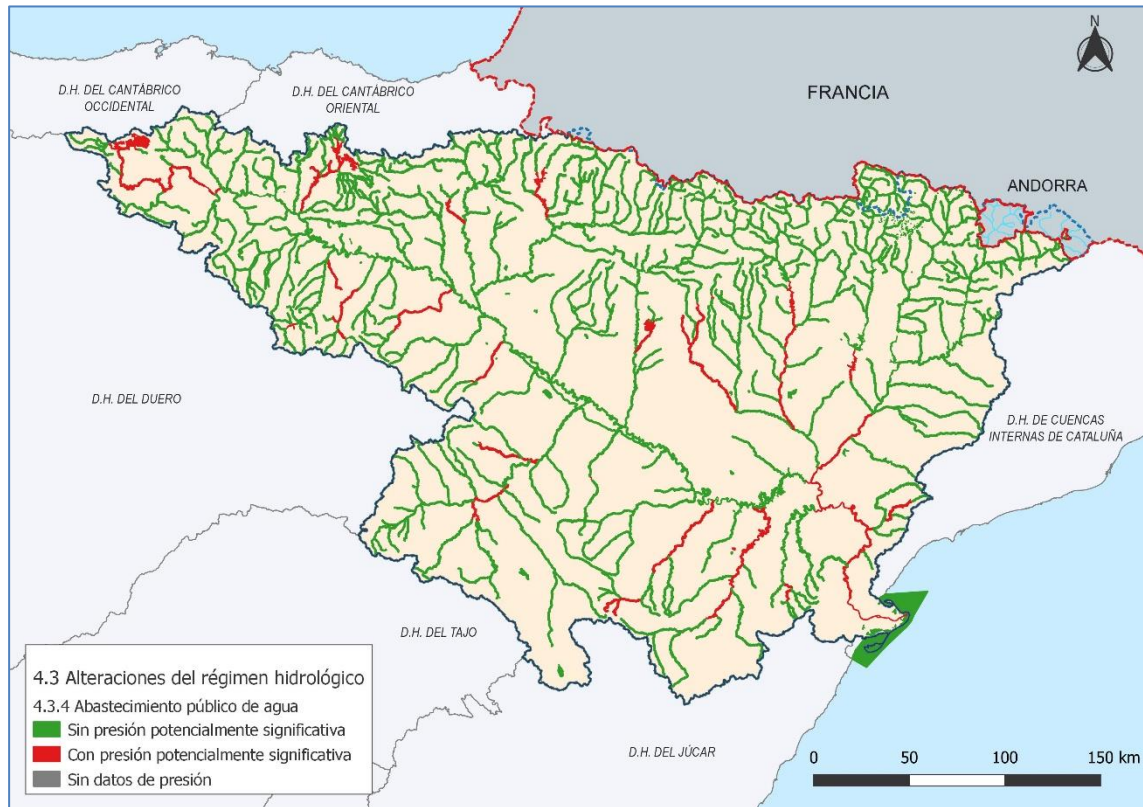 N
D.H. DEL CANTÁBRICO
OCCIDENTAL
D.H. DEL CANTÁBRICO
ORIENTAL
FRANCIA
ANDORRA
D.H. DEL DUERO
D.H. DE CUENCAS
INTERNAS DE CATALUÑA
D.H. DEL TAJO
D.H. DEL JÚCAR
4.3 Alteraciones del régimen hidrológico
4.3.4 Abastecimiento público de agua
Sin presión potencialmente significativa
Con presión potencialmente significativa
Sin datos de presión
0 50 100 150 km